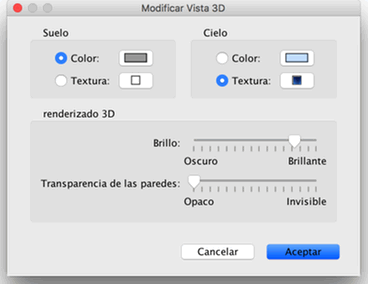 Modificar Vista 3D
Suelo
Cielo
Color:
Color:
Textura:
Textura:
renderizado 3D
Brillo:
Oscuro
Brillante
Transparencia de las paredes:
Opaco
Invisible
Cancelar
Aceptar